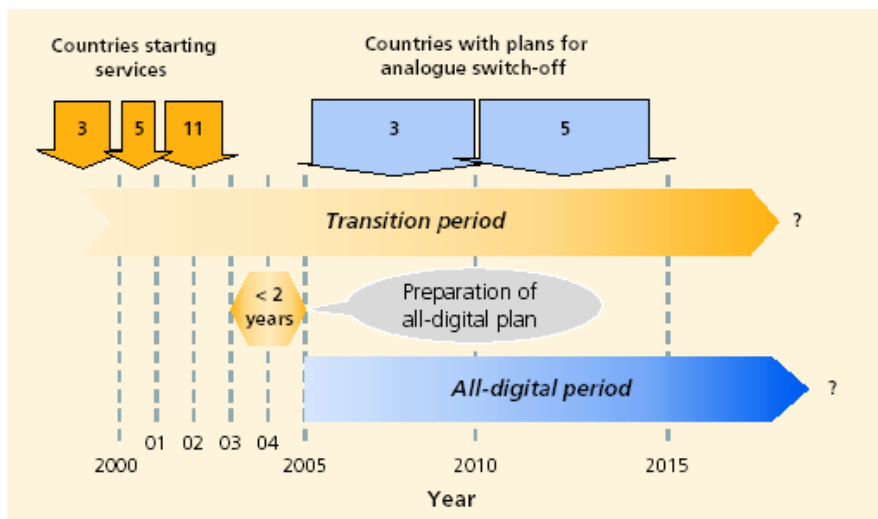 Countries starting
services
Countries with plans for
analogue switch-off
3
5
11
3
5
Transition period
?
< 2
years
Preparation of
all-digital plan
All-digital period
?
01
02
03
04
2000
2005
2010
2015
Year